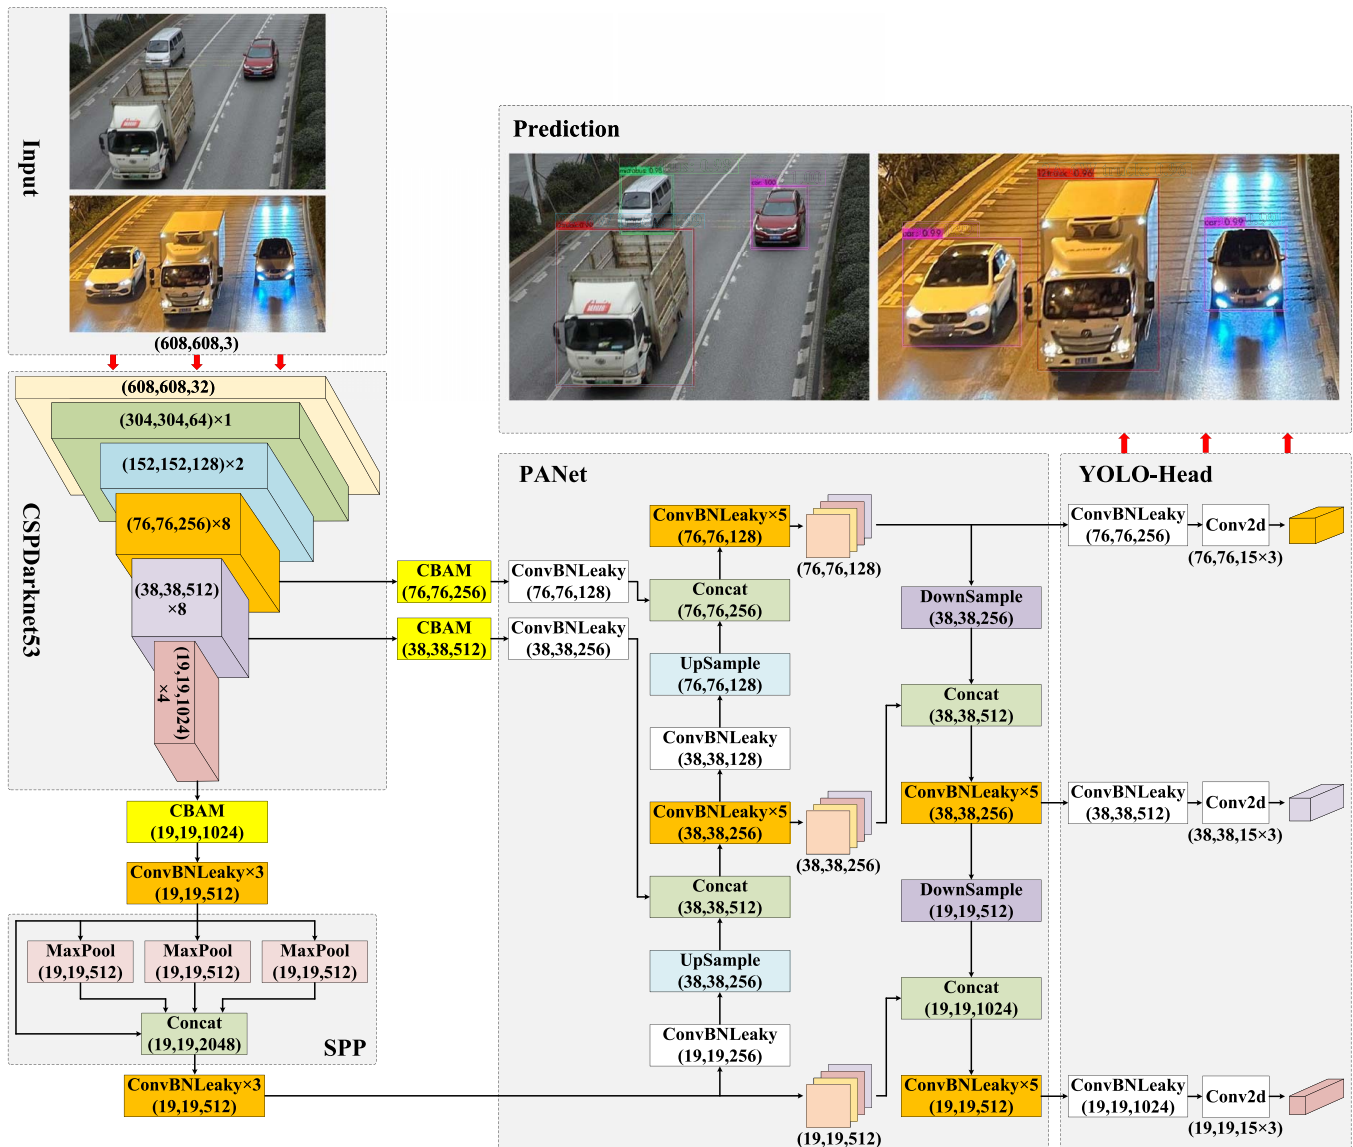 Input
(608,608,3)
CSPDarknet53
(608,608,32)
(304,304,64)×1
(152,152,128)×2
(76,76,256)×8
(38,38,512)
×8
(19,19,1024)
×4
CBAM
(76,76,256)
CBAM
(38,38,512)
ConvBNLeaky
(76,76,128)
ConvBNLeaky
(38,38,256)
CBAM
(19,19,1024)
ConvBNLeaky×3
(19,19,512)
MaxPool
(19,19,512)
MaxPool
(19,19,512)
MaxPool
(19,19,512)
Concat
(19,19,2048)
SPP
ConvBNLeaky×3
(19,19,512)
Prediction
car: 0.99
car: 0.99
PANet
ConvBNLeaky×5
(76,76,128)
(76,76,128)
Concat
(76,76,256)
UpSample
(76,76,128)
ConvBNLeaky
(38,38,128)
ConvBNLeaky×5
(38,38,256)
(38,38,256)
Concat
(38,38,512)
UpSample
(38,38,256)
ConvBNLeaky
(19,19,256)
(19,19,512)
DownSample
(38,38,256)
Concat
(38,38,512)
ConvBNLeaky×5
(38,38,256)
DownSample
(19,19,512)
Concat
(19,19,1024)
ConvBNLeaky×5
(19,19,512)
YOLO-Head
ConvBNLeaky
(76,76,256)
Conv2d
(76,76,15×3)
ConvBNLeaky
(38,38,512)
Conv2d
(38,38,15×3)
ConvBNLeaky
(19,19,1024)
Conv2d
(19,19,15×3)